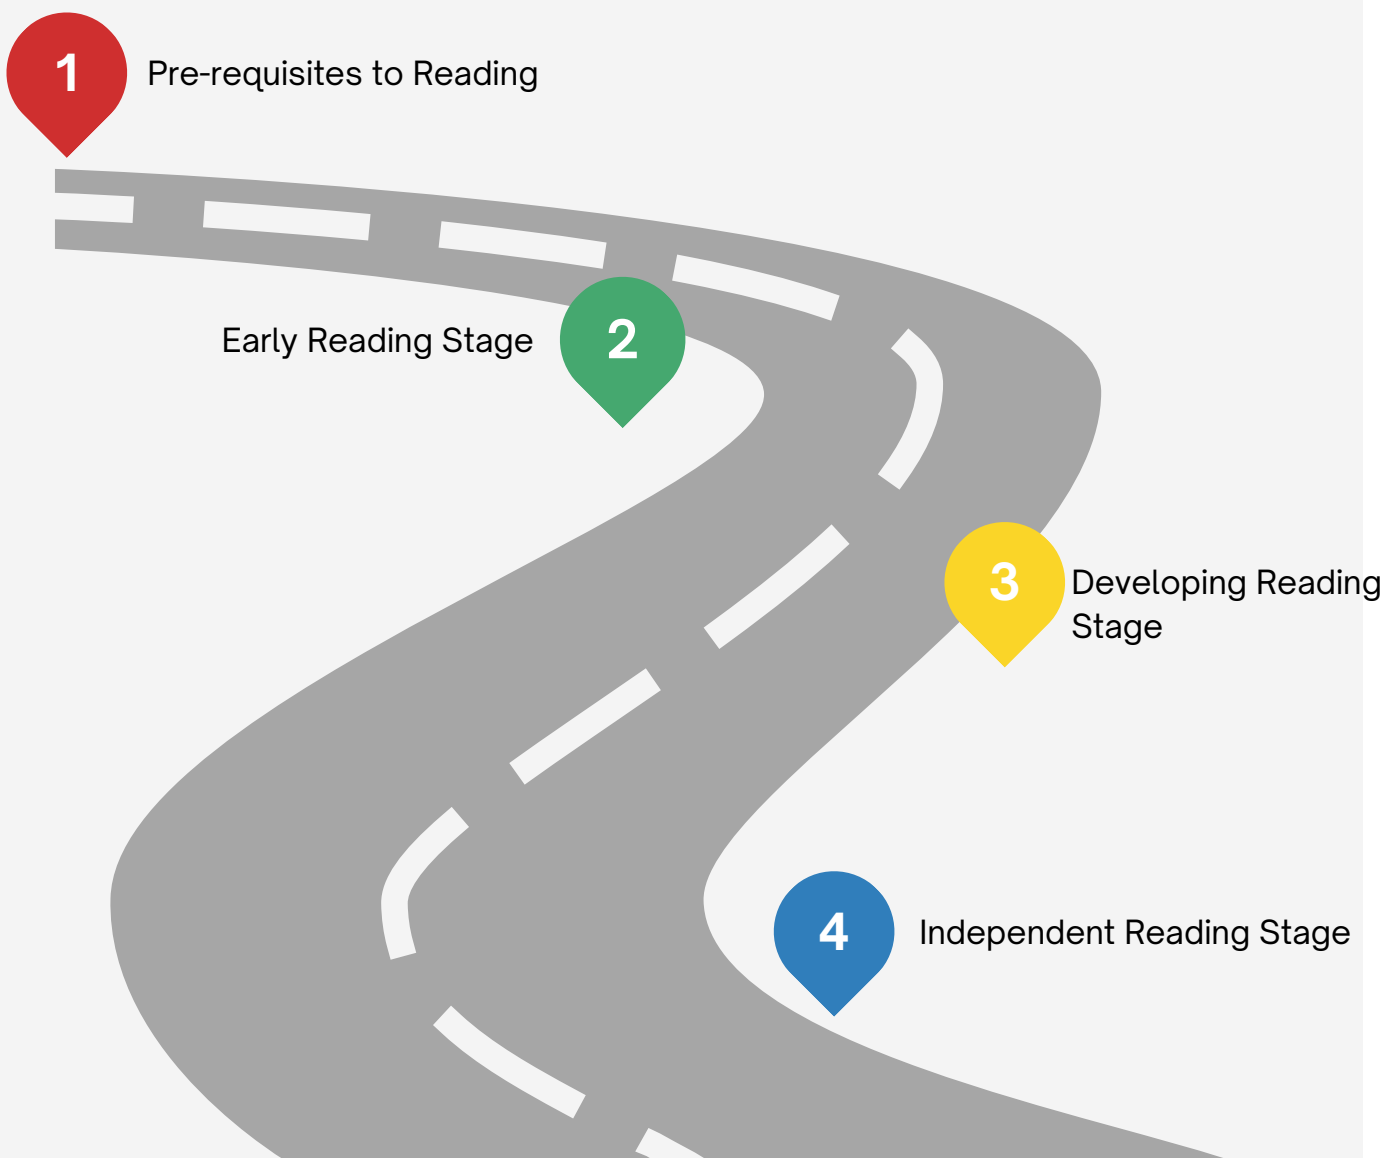 1
Pre-requisites to Reading
2
Early Reading Stage
3
Developing Reading
Stage
4
Independent Reading Stage